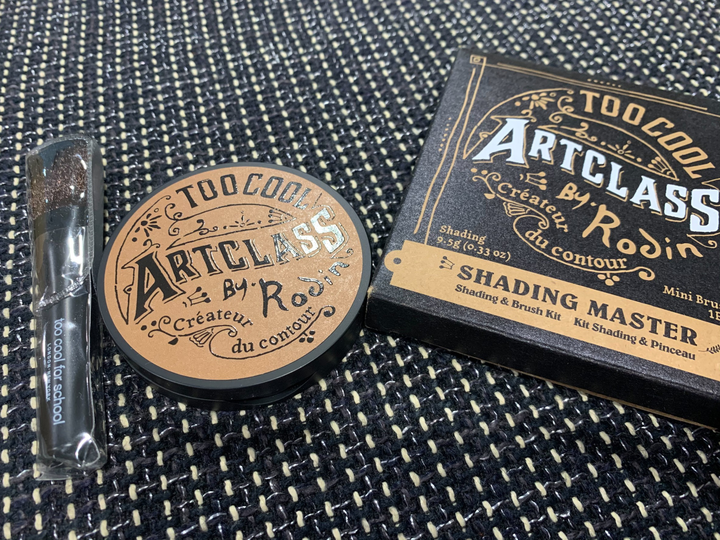 too cool for school
TOO COOL
ARTCLASS
BY. Rodin
Créateur
du contour
TOO COOL
ARTCLASS
BY. Rodin
Créateur
du contour
Shading
9.5g (0.33 oz)
Mini
SHADING MASTER
Shading & Brush Kit Kit Shading & Pinceau